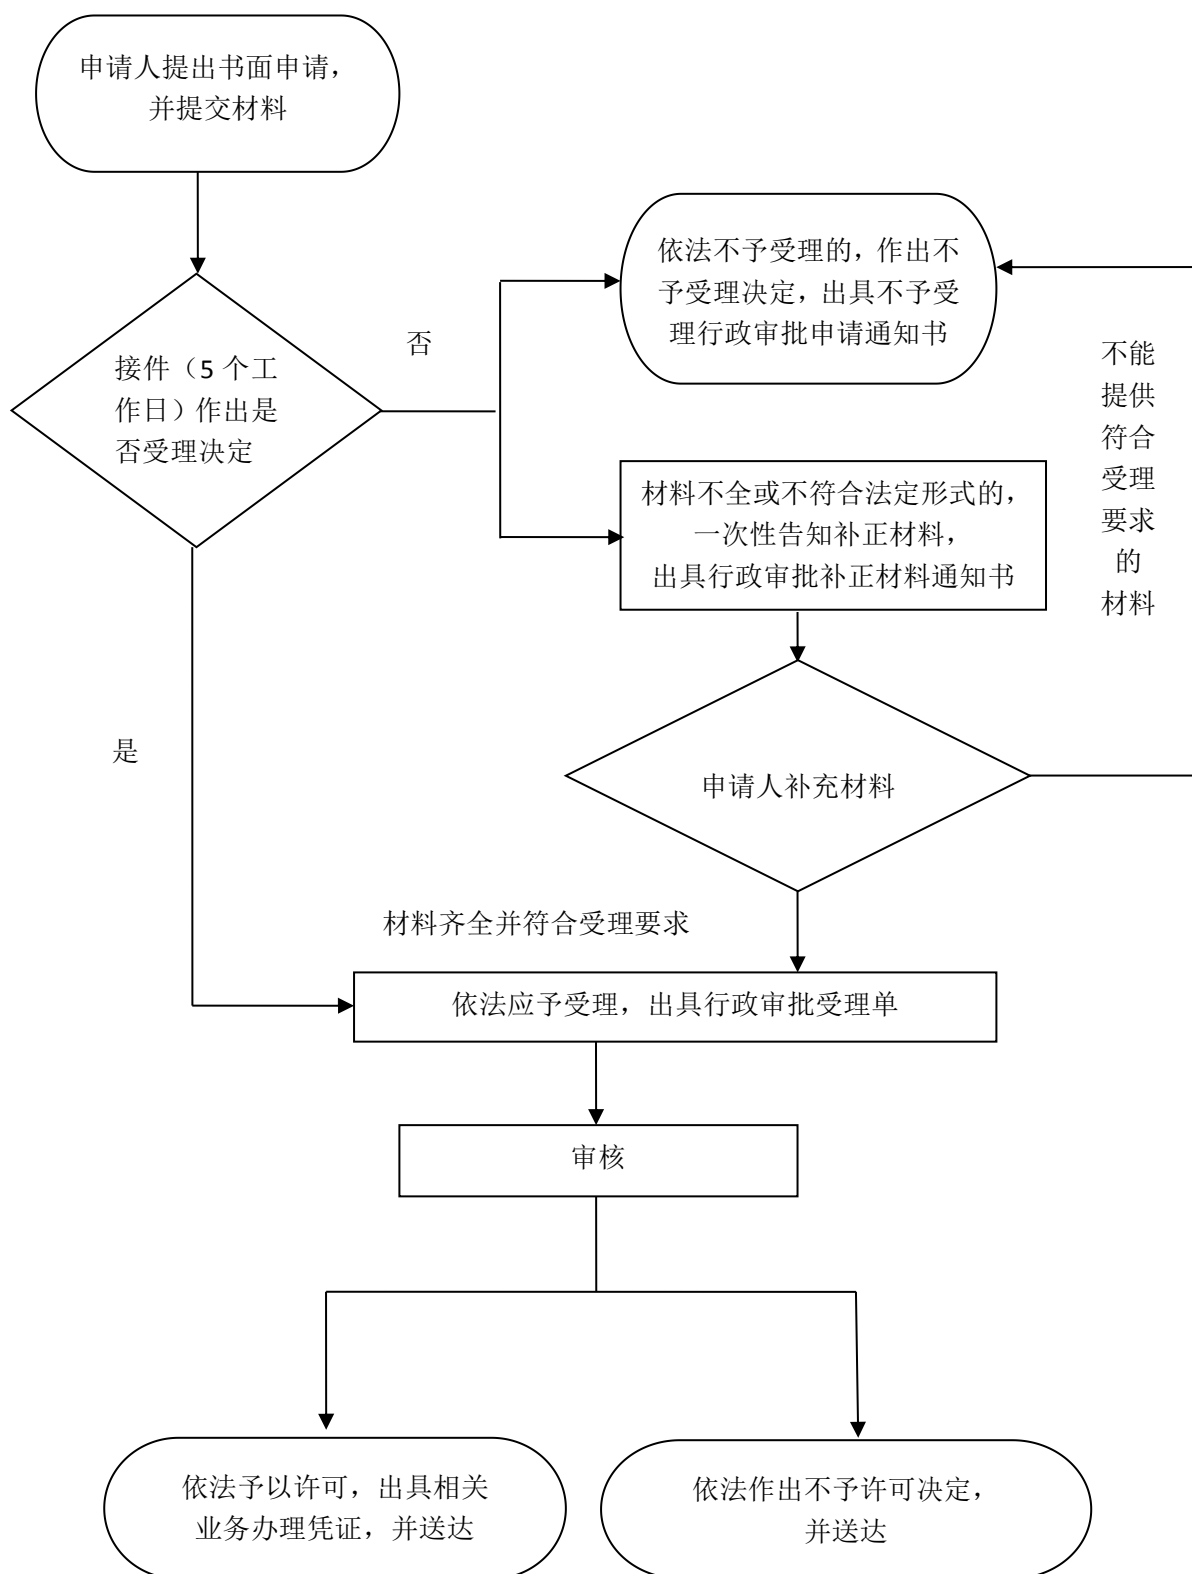 申请人提出书面申请，
并提交材料
依法不予受理的，作出不
予受理决定，出具不予受
理行政审批申请通知书
否
接件（5 个工
作日）作出是
否受理决定
不能
提供
符合
受理
要求
的
材料
材料不全或不符合法定形式的，
一次性告知补正材料，
出具行政审批补正材料通知书
是
申请人补充材料
材料齐全并符合受理要求
依法应予受理，出具行政审批受理单
审核
依法予以许可，出具相关
业务办理凭证，并送达
依法作出不予许可决定，
并送达